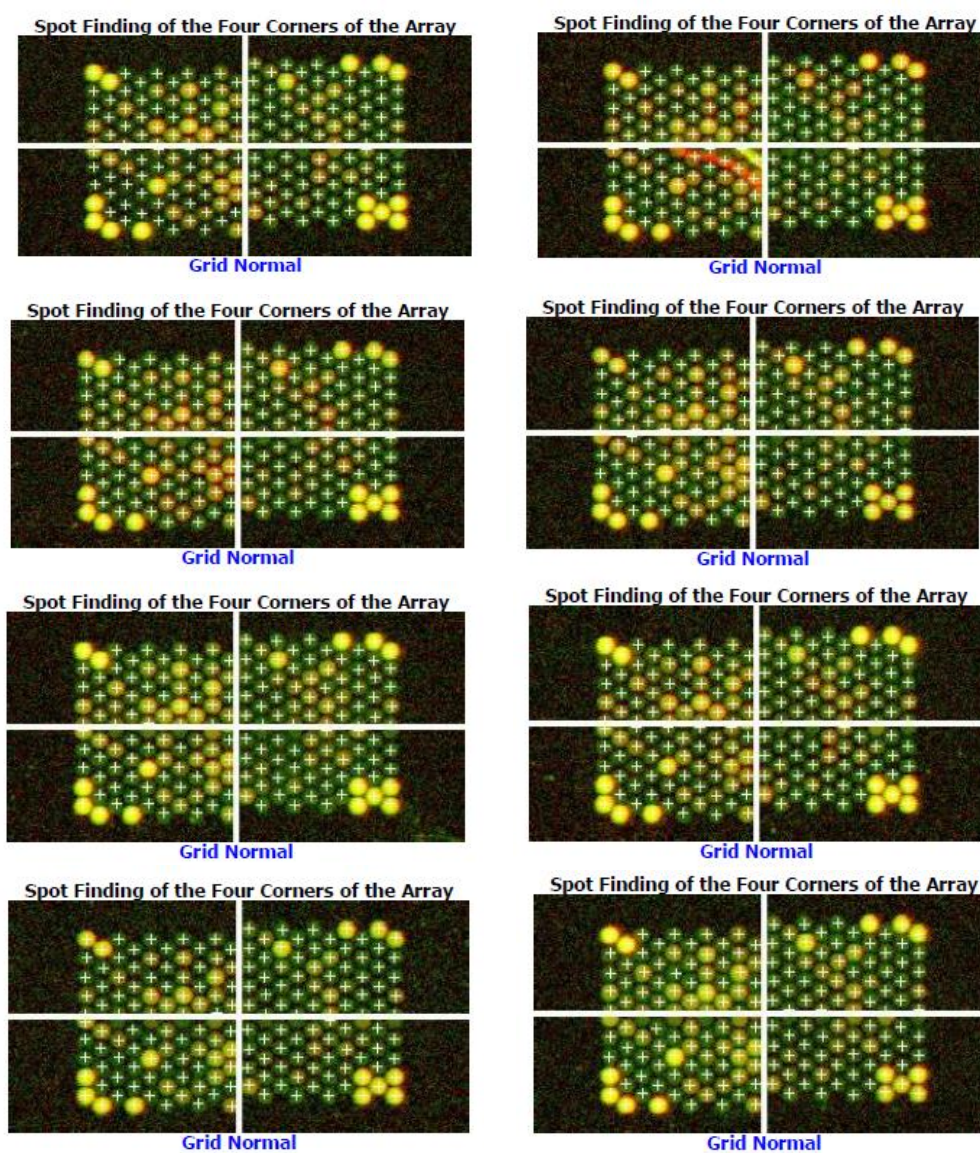 Spot Finding of the Four Corners of the Array
Spot Finding of the Four Corners of the Array
Grid Normal
Grid Normal
Spot Finding of the Four Corners of the Array
Spot Finding of the Four Corners of the Array
Grid Normal
Grid Normal
Spot Finding of the Four Corners of the Array
Spot Finding of the Four Corners of the Array
Grid Normal
Grid Normal
Spot Finding of the Four Corners of the Array
Spot Finding of the Four Corners of the Array
Grid Normal
Grid Normal